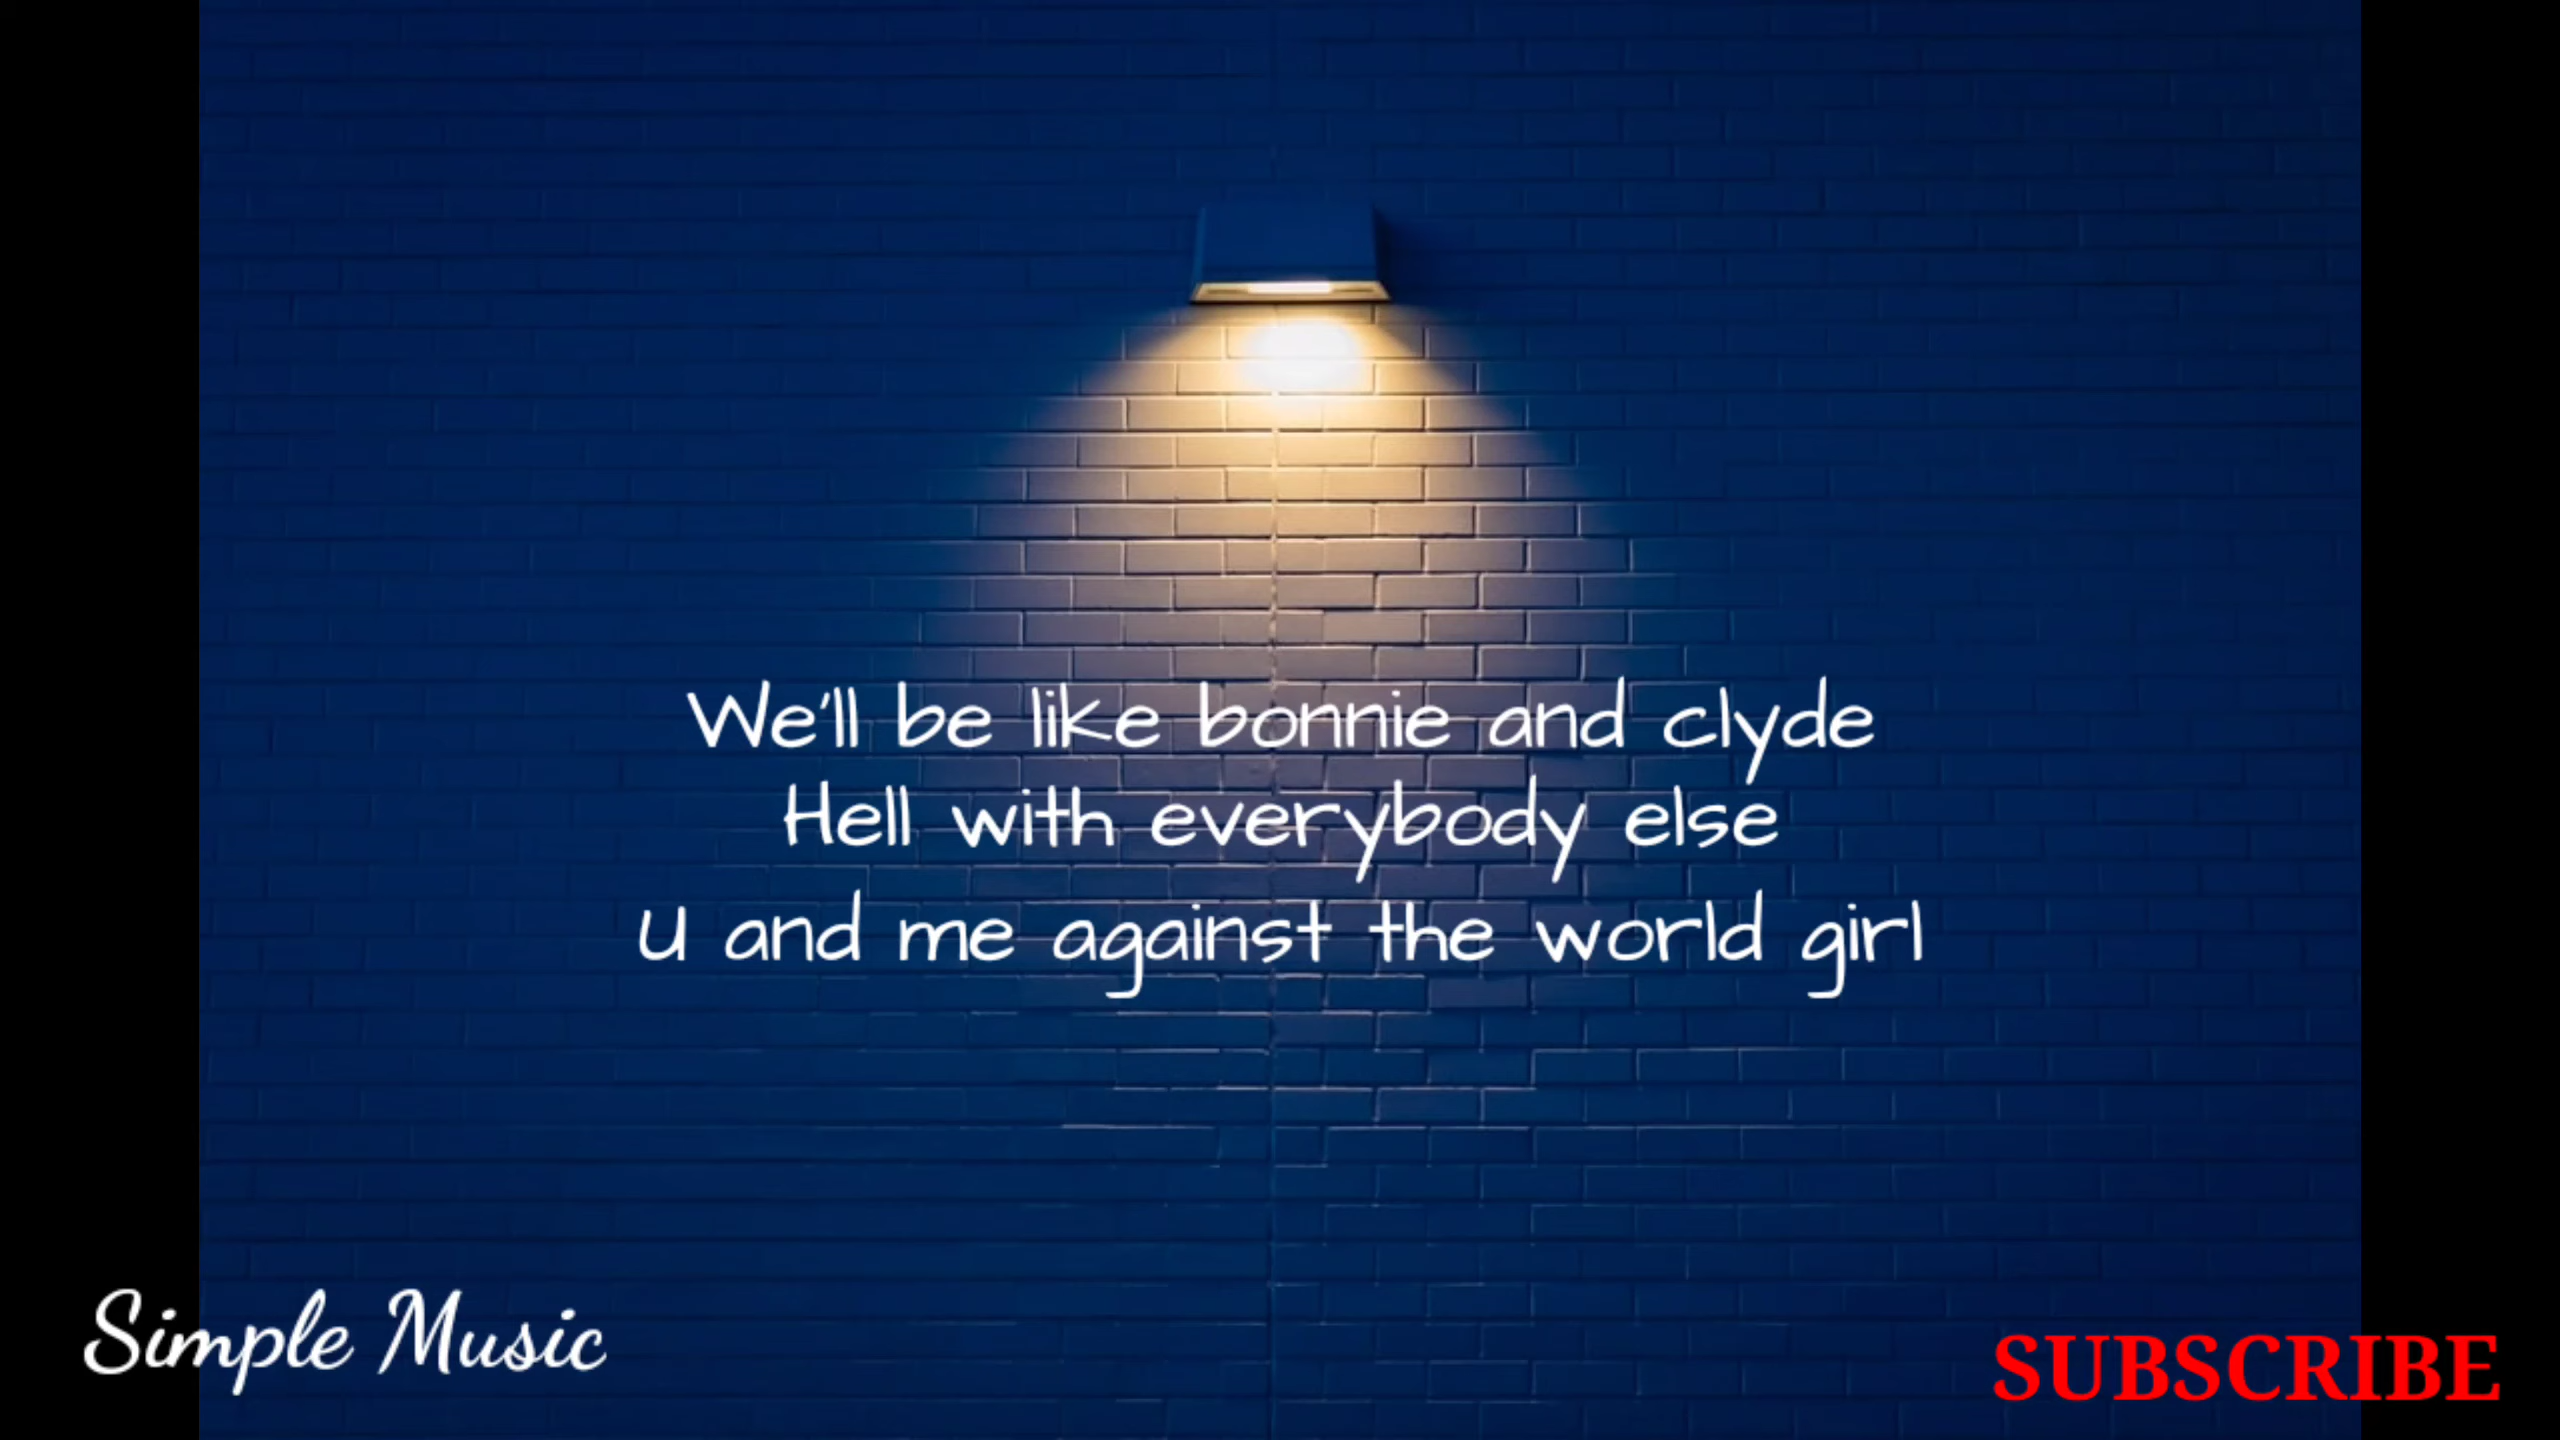 We'll be like bonnie and clyde
Hell with everybody else
U and me against the world girl
Simple Music
SUBSCRIBE